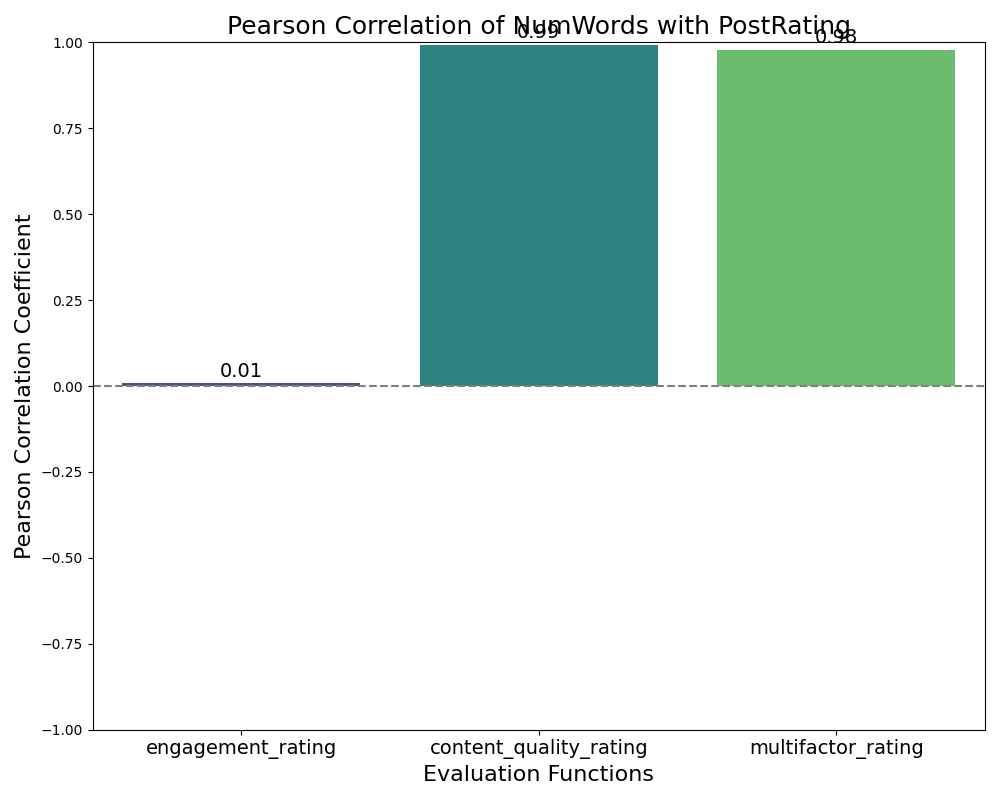 Pearson Correlation of NumWords with PostRating
0.99
0.98
1.00
0.75
0.50
0.25
0.01
0.00
−0.25
−0.50
−0.75
−1.00
Pearson Correlation Coefficient
engagement_rating
content_quality_rating
multifactor_rating
Evaluation Functions